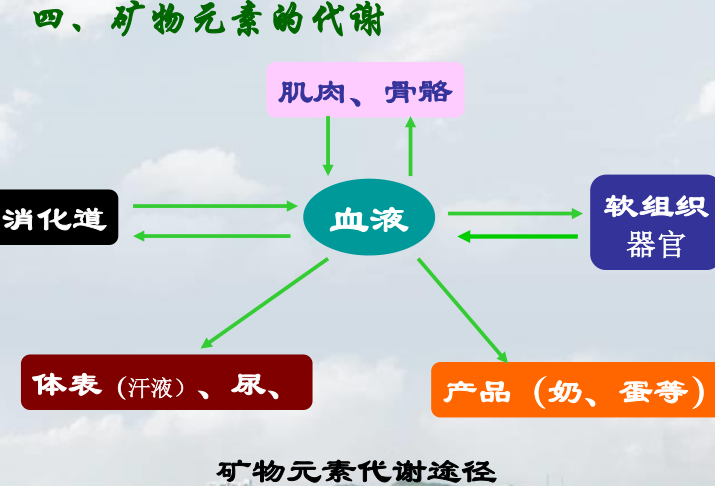 四、矿物元素的代谢
肌肉、骨骼
消化道
血液
软组织
器官
体表（汗液）、尿、
产品（奶、蛋等）
矿物元素代谢途径